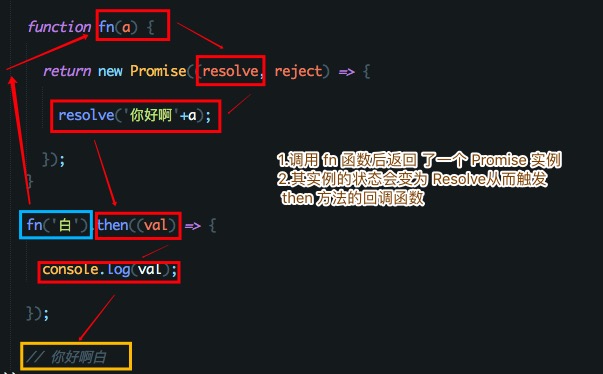 function fn(a) {
return new Promise((resolve, reject) => {
resolve('你好啊'+a);
});
}
1.调用 fn 函数后返回 了一个 Promise 实例
2.其实例的状态会变为 Resolve从而触发
then 方法的回调函数
fn('白').then((val) => {
console.log(val);
});
// 你好啊白